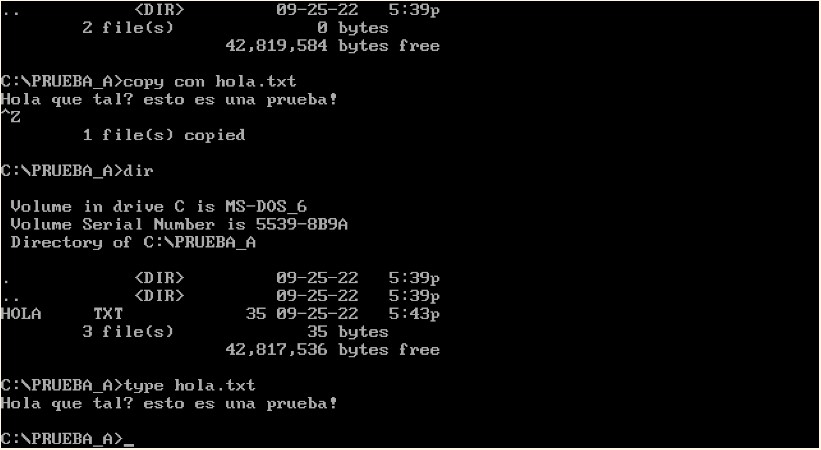 ..           <DIR>         09-25-22   5:39p
        2 file(s)              0 bytes
                      42,819,584 bytes free
C:\PRUEBA_A>copy con hola.txt
Hola que tal? esto es una prueba!
^Z
        1 file(s) copied
C:\PRUEBA_A>dir
 Volume in drive C is MS-DOS_6
 Volume Serial Number is 5539-8B9A
 Directory of C:\PRUEBA_A
.            <DIR>         09-25-22   5:39p
..           <DIR>         09-25-22   5:39p
HOLA     TXT            35 09-25-22   5:43p
        3 file(s)             35 bytes
                      42,817,536 bytes free
C:\PRUEBA_A>type hola.txt
Hola que tal? esto es una prueba!
C:\PRUEBA_A>_